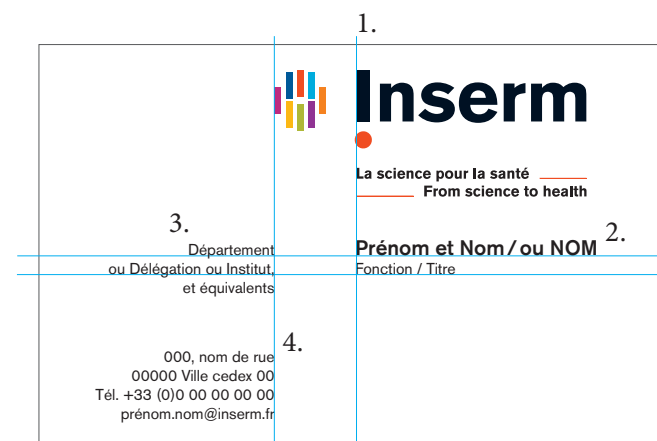 1.
Inserm
La science pour la santé
From science to health
3.
Département
ou Délégation ou Institut,
et équivalents
2.
Prénom et Nom / ou NOM
Fonction / Titre
4.
000, nom de rue
00000 Ville cedex 00
Tél. +33 (0)0 00 00 00 00
prénom.nom@inserm.fr